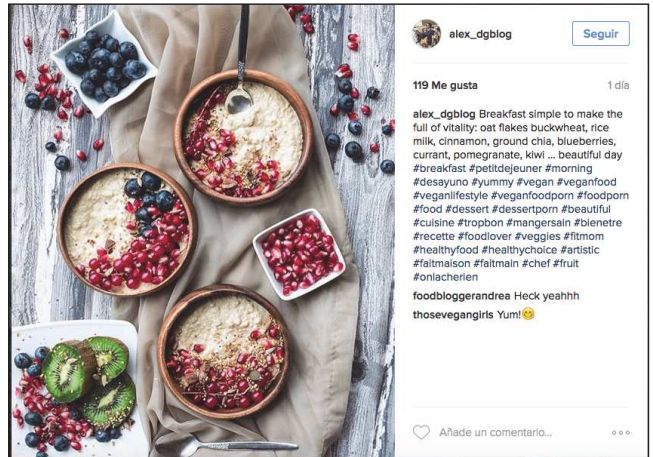 alex_dgblog
Seguir
119 Me gusta
1 día
alex_dgblog Breakfast simple to make the
full of vitality: oat flakes buckwheat, rice
milk, cinnamon, ground chia, blueberries,
currant, pomegranate, kiwi ... beautiful day
#breakfast #petitdejeuner #morning
#desayuno #yummy #vegan #veganfood
#veganlifestyle #veganfoodporn #foodporn
#food #dessert #dessertporn #beautiful
#cuisine #tropbon #mangersain #bienetre
#recette #foodlover #veggies #fitmom
#healthyfood #healthychoice #artistic
#faitmaison #faitmain #chef #fruit
#onlacherien
foodbloggerandrea Heck yeahhh
thosevegangirls Yum!😋
Añade un comentario...